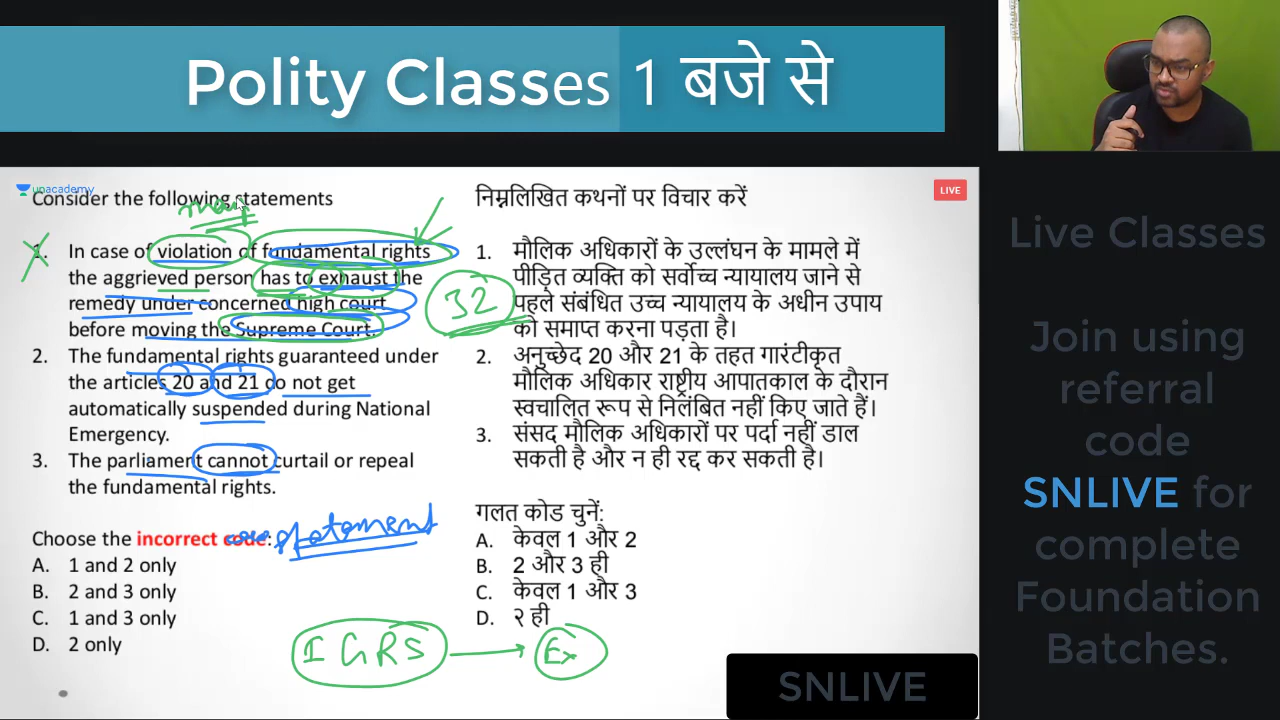 Polity Classes 1 बजे से
unacademy
LIVE
Consider the following statements
may
1. In case of violation of fundamental rights
the aggrieved person has to exhaust the
remedy under concerned high court
before moving the Supreme Court.
32
2. The fundamental rights guaranteed under
the articles 20 and 21 do not get
automatically suspended during National
Emergency.
3. The parliament cannot curtail or repeal
the fundamental rights.
Choose the incorrect code:
statement
A. 1 and 2 only
B. 2 and 3 only
C. 1 and 3 only
D. 2 only
निम्नलिखित कथनों पर विचार करें
1. मौलिक अधिकारों के उल्लंघन के मामले में
पीड़ित व्यक्ति को सर्वोच्च न्यायालय जाने से
पहले संबंधित उच्च न्यायालय के अधीन उपाय
को समाप्त करना पड़ता है।
2. अनुच्छेद 20 और 21 के तहत गारंटीकृत
मौलिक अधिकार राष्ट्रीय आपातकाल के दौरान
स्वचालित रूप से निलंबित नहीं किए जाते हैं।
3. संसद मौलिक अधिकारों पर पर्दा नहीं डाल
सकती है और न ही रद्द कर सकती है।
गलत कोड चुनें:
A. केवल 1 और 2
B. 2 और 3 ही
C. केवल 1 और 3
D. २ ही
IGRS → Ex
Live Classes
Join using
referral
code
SNLIVE for
complete
Foundation
Batches.
SNLIVE